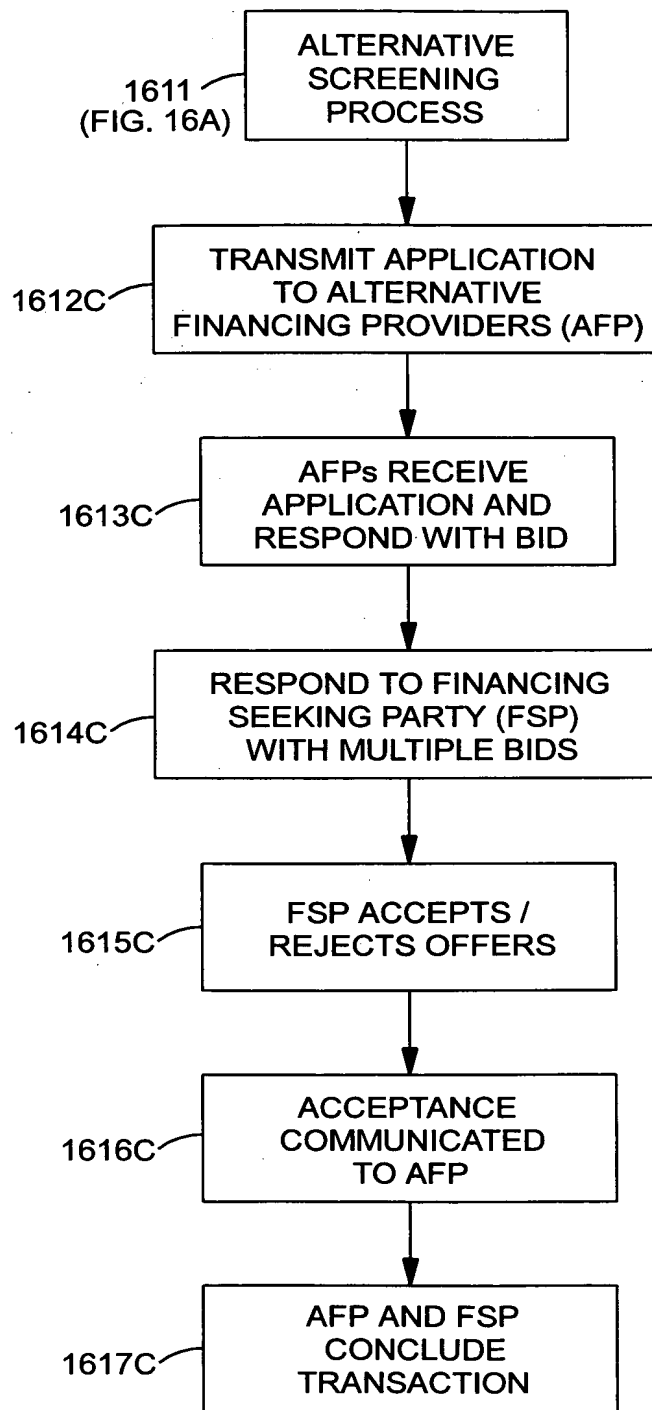 ALTERNATIVE
SCREENING
PROCESS
1611
(FIG. 16A)
TRANSMIT APPLICATION
TO ALTERNATIVE
FINANCING PROVIDERS (AFP)
1612C
AFPs RECEIVE
APPLICATION AND
RESPOND WITH BID
1613C
RESPOND TO FINANCING
SEEKING PARTY (FSP)
WITH MULTIPLE BIDS
1614C
FSP ACCEPTS /
REJECTS OFFERS
1615C
ACCEPTANCE
COMMUNICATED
TO AFP
1616C
AFP AND FSP
CONCLUDE
TRANSACTION
1617C